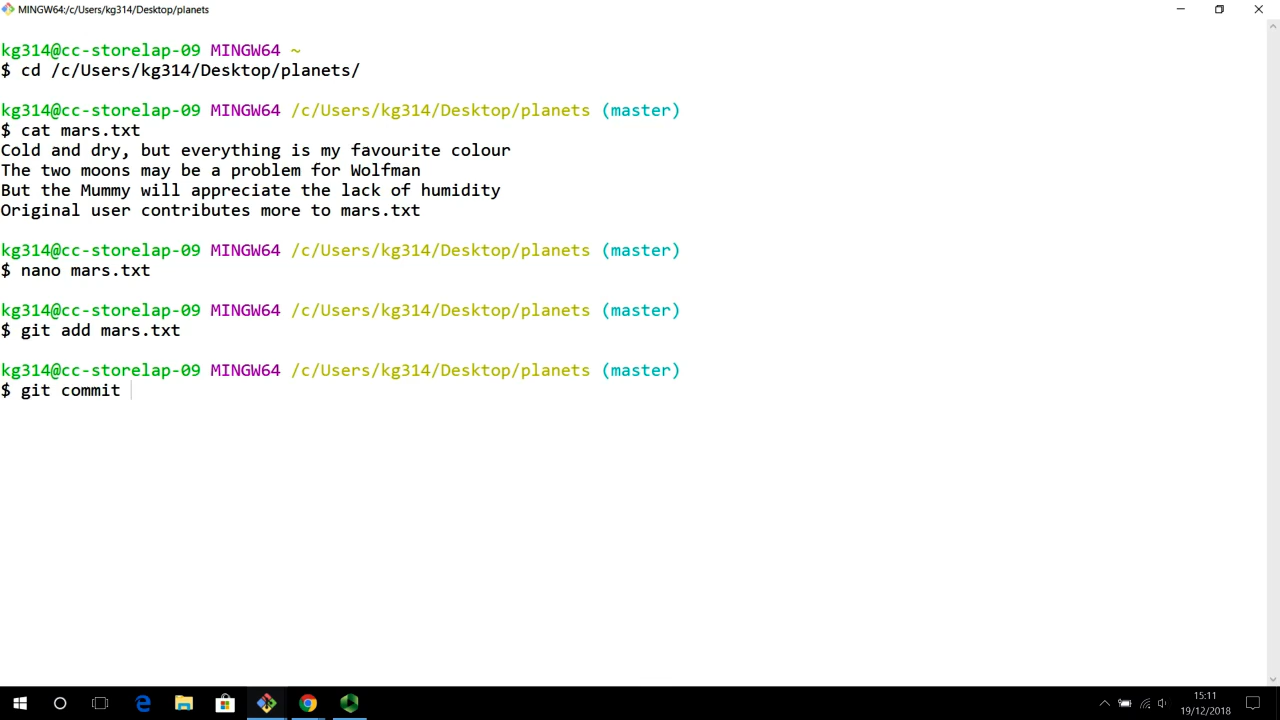 MINGW64:/c/Users/kg314/Desktop/planets
kg314@cc-storelap-09 MINGW64 ~
$ cd /c/Users/kg314/Desktop/planets/
kg314@cc-storelap-09 MINGW64 /c/Users/kg314/Desktop/planets (master)
$ cat mars.txt
Cold and dry, but everything is my favourite colour
The two moons may be a problem for Wolfman
But the Mummy will appreciate the lack of humidity
Original user contributes more to mars.txt
kg314@cc-storelap-09 MINGW64 /c/Users/kg314/Desktop/planets (master)
$ nano mars.txt
kg314@cc-storelap-09 MINGW64 /c/Users/kg314/Desktop/planets (master)
$ git add mars.txt
kg314@cc-storelap-09 MINGW64 /c/Users/kg314/Desktop/planets (master)
$ git commit
15:11
19/12/2018